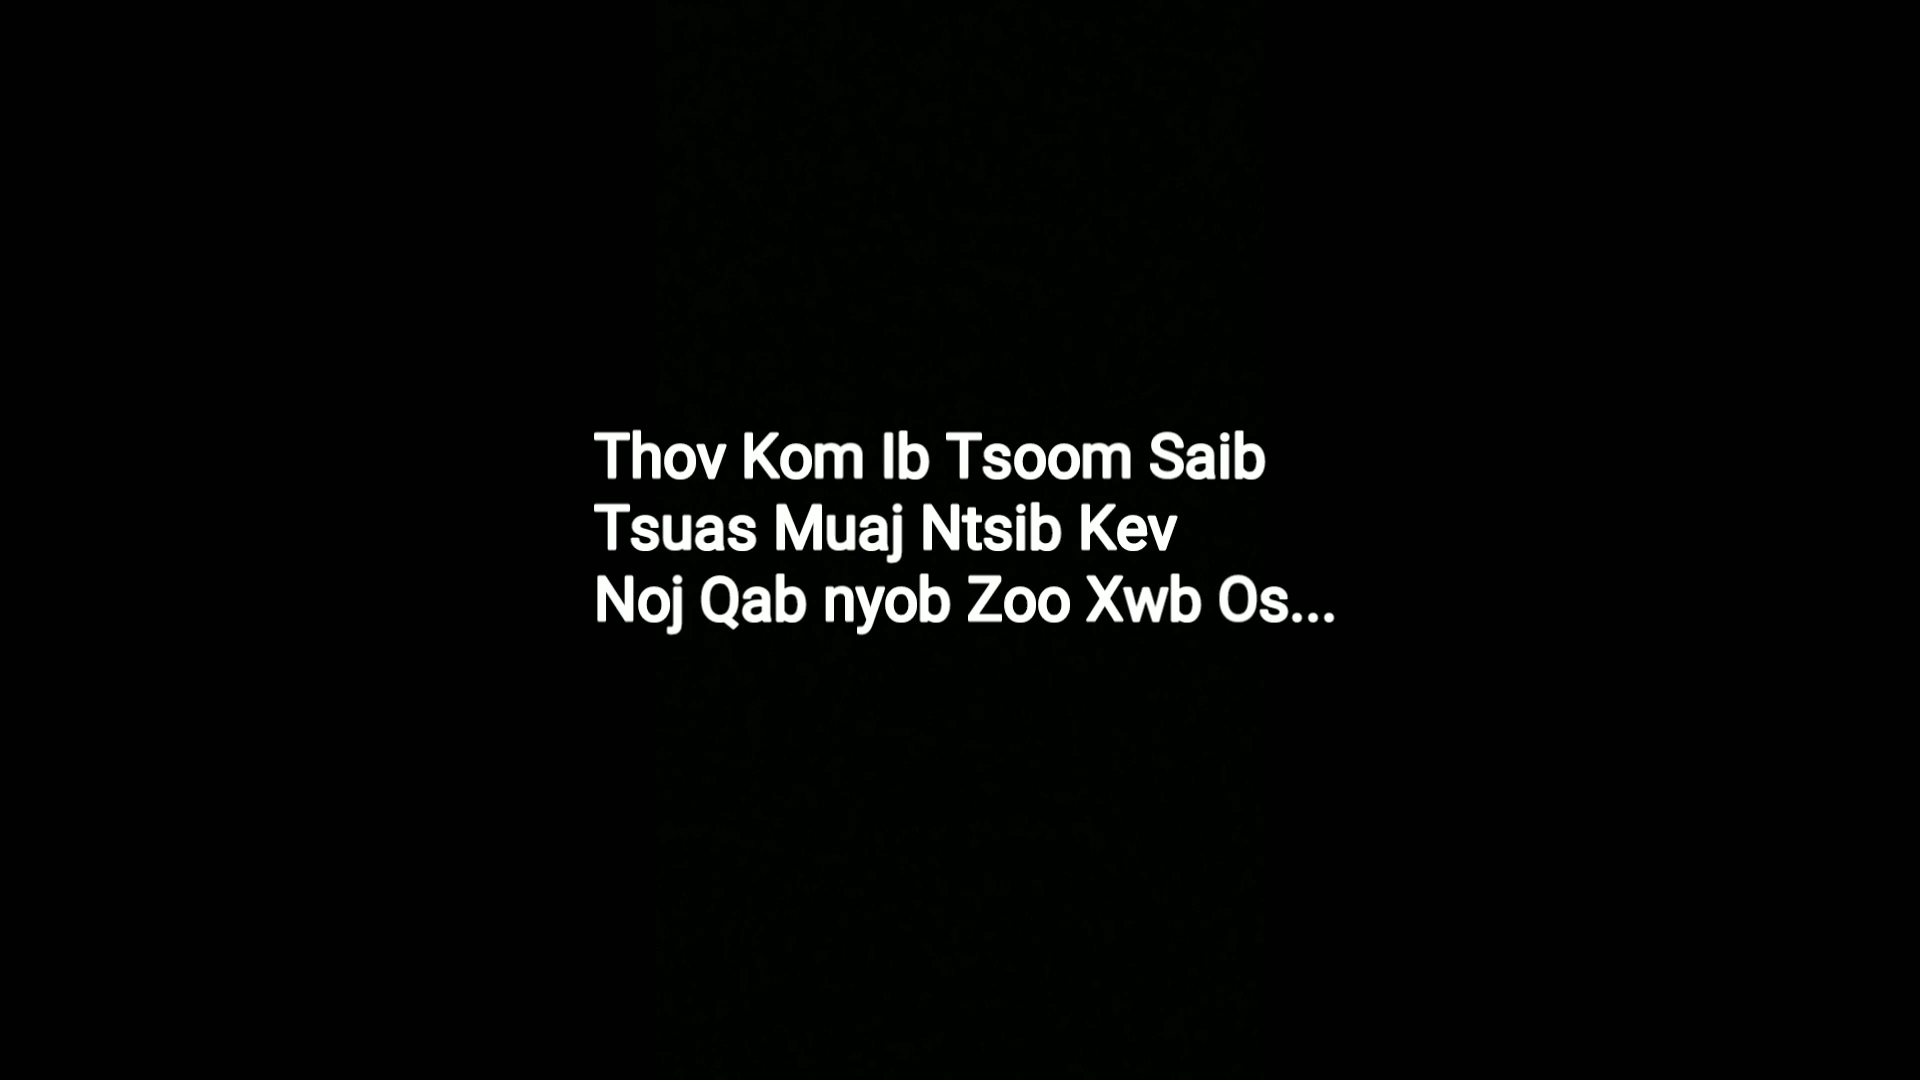 Thov Kom Ib Tsoom Saib
Tsuas Muaj Ntsib Kev
Noj Qab nyob Zoo Xwb Os...